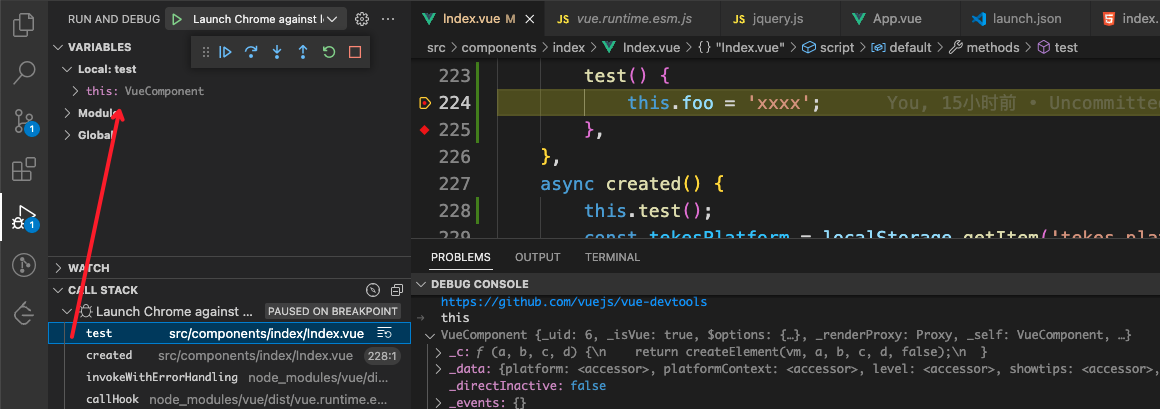 RUN AND DEBUG Launch Chrome against l
VARIABLES
Local: test
this: VueComponent
Module
Global
WATCH
CALL STACK
Launch Chrome against ... PAUSED ON BREAKPOINT
test src/components/index/Index.vue
created src/components/index/Index.vue 228:1
invokeWithErrorHandling node_modules/vue/di...
callHook node_modules/vue/dist/vue.runtime.e...
1
1
Index.vue M
JS vue.runtime.esm.js
JS jquery.js
App.vue
launch.json
index.
src > components > index > Index.vue > {} "Index.vue" > script > default > methods > test
223 test() {
224 this.foo = 'xxxx'; You, 15小时前 • Uncommitte
225 },
226 },
227 async created() {
228 this.test();
229 const tekesPlatform = localStorage.getItem('tekes_plat
PROBLEMS OUTPUT TERMINAL
DEBUG CONSOLE
https://github.com/vuejs/vue-devtools
this
VueComponent {_uid: 6, _isVue: true, $options: {…}, _renderProxy: Proxy, _self: VueComponent, …}
_c: ƒ (a, b, c, d) {\n    return createElement(vm, a, b, c, d, false);\n  }
_data: {platform: <accessor>, platformContext: <accessor>, level: <accessor>, showtips: <accessor>,
_directInactive: false
_events: {}